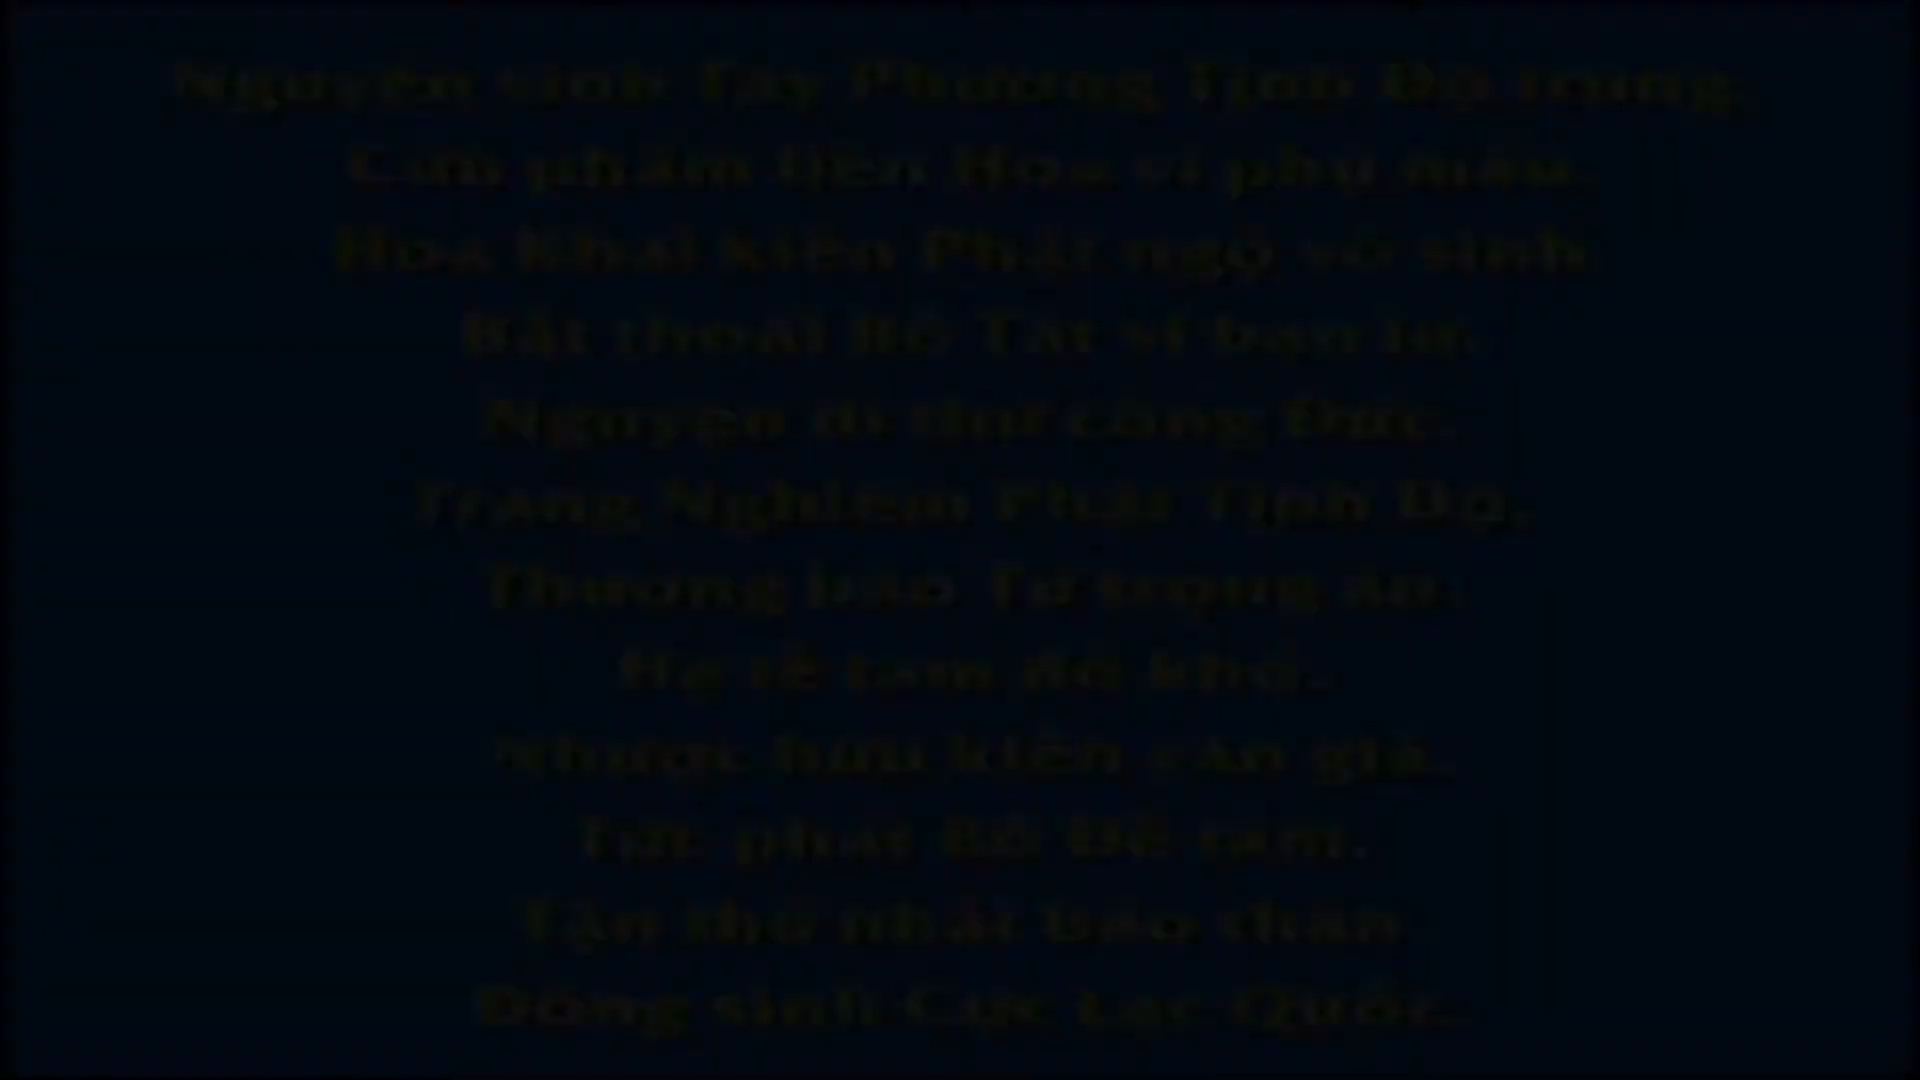 Nguyện sinh Tây Phương Tịnh Độ trung,
Cửu phẩm liên Hoa vi phụ mẫu.
Hoa khai kiến Phật ngộ vô sinh
Bất thoái Bồ Tát vi bạn lữ.
Nguyện dĩ thử công Đức.
Trang Nghiêm Phật Tịnh Độ.
Thượng báo Tứ trọng ân.
Hạ tế tam đồ khổ.
Nhược hữu kiến văn giả.
Tức phát Bồ Đề tâm.
Tận thử nhất báo thân
Đồng sinh Cực Lạc Quốc.